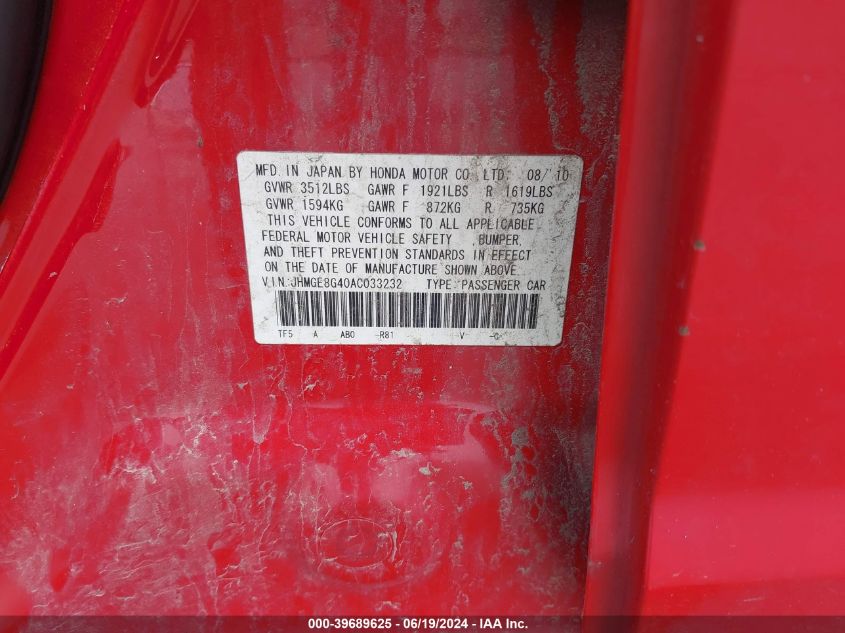 MFD. IN JAPAN BY HONDA MOTOR CO., LTD. 08/'10
GVWR 3512LBS GAWR F 1921LBS R 1619LBS
GVWR 1594KG GAWR F 872KG R 735KG
THIS VEHICLE CONFORMS TO ALL APPLICABLE
FEDERAL MOTOR VEHICLE SAFETY , BUMPER,
AND THEFT PREVENTION STANDARDS IN EFFECT
ON THE DATE OF MANUFACTURE SHOWN ABOVE.
V.I.N:JHMGE8G40AC033232 TYPE:PASSENGER CAR
TF5 A AB0 -R81 -V- -C-
000-39689625 - 06/19/2024 - IAA Inc.